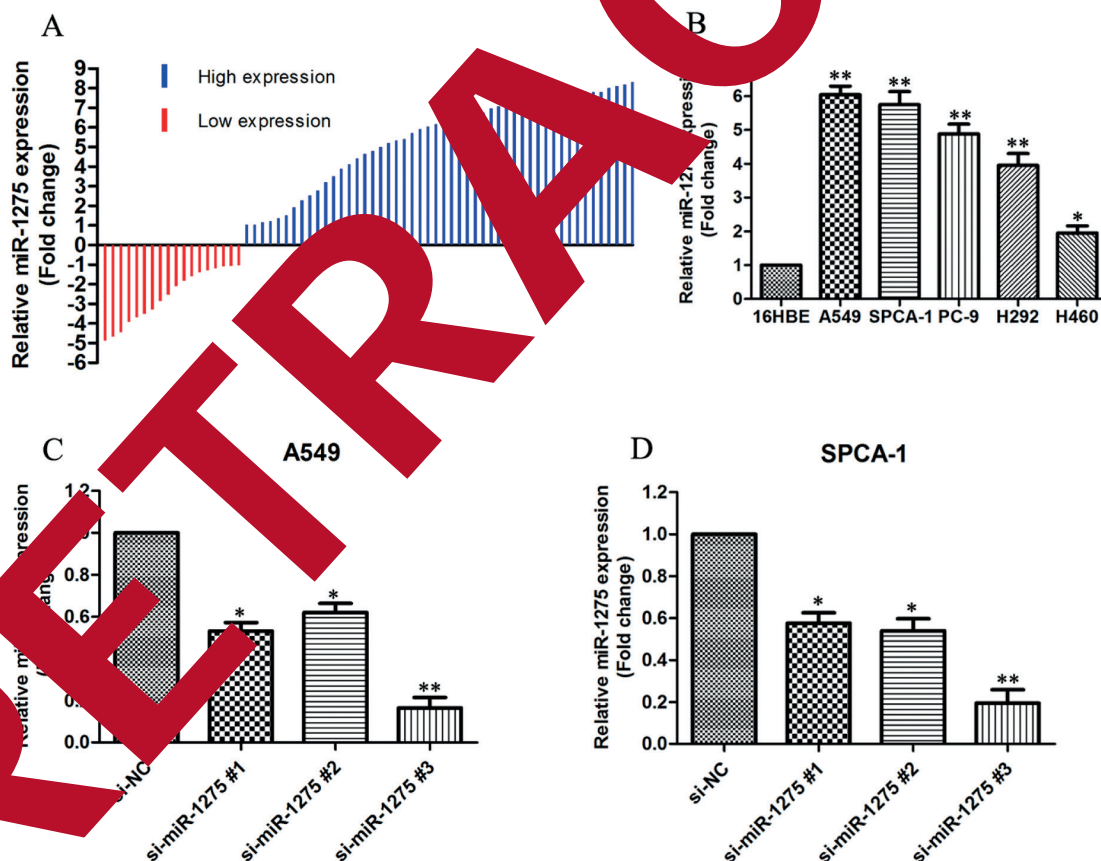 A
Relative miR-1275 expression
(Fold change)
9
8
7
6
5
4
3
2
1
0
-1
-2
-3
-4
-5
-6
High expression
Low expression
B
(Fold change)
6
5
4
3
2
1
0
** ** ** ** *
16HBE A549 SPCA-1 PC-9 H292 H460
C
A549
Relative
0.8
0.6
0.0
* * **
si-NC
si-miR-1275 #1
si-miR-1275 #2
si-miR-1275 #3
D
SPCA-1
Relative miR-1275 expression
(Fold change)
1.2
1.0
0.8
0.6
0.4
0.2
0.0
* * **
si-NC
si-miR-1275 #1
si-miR-1275 #2
si-miR-1275 #3